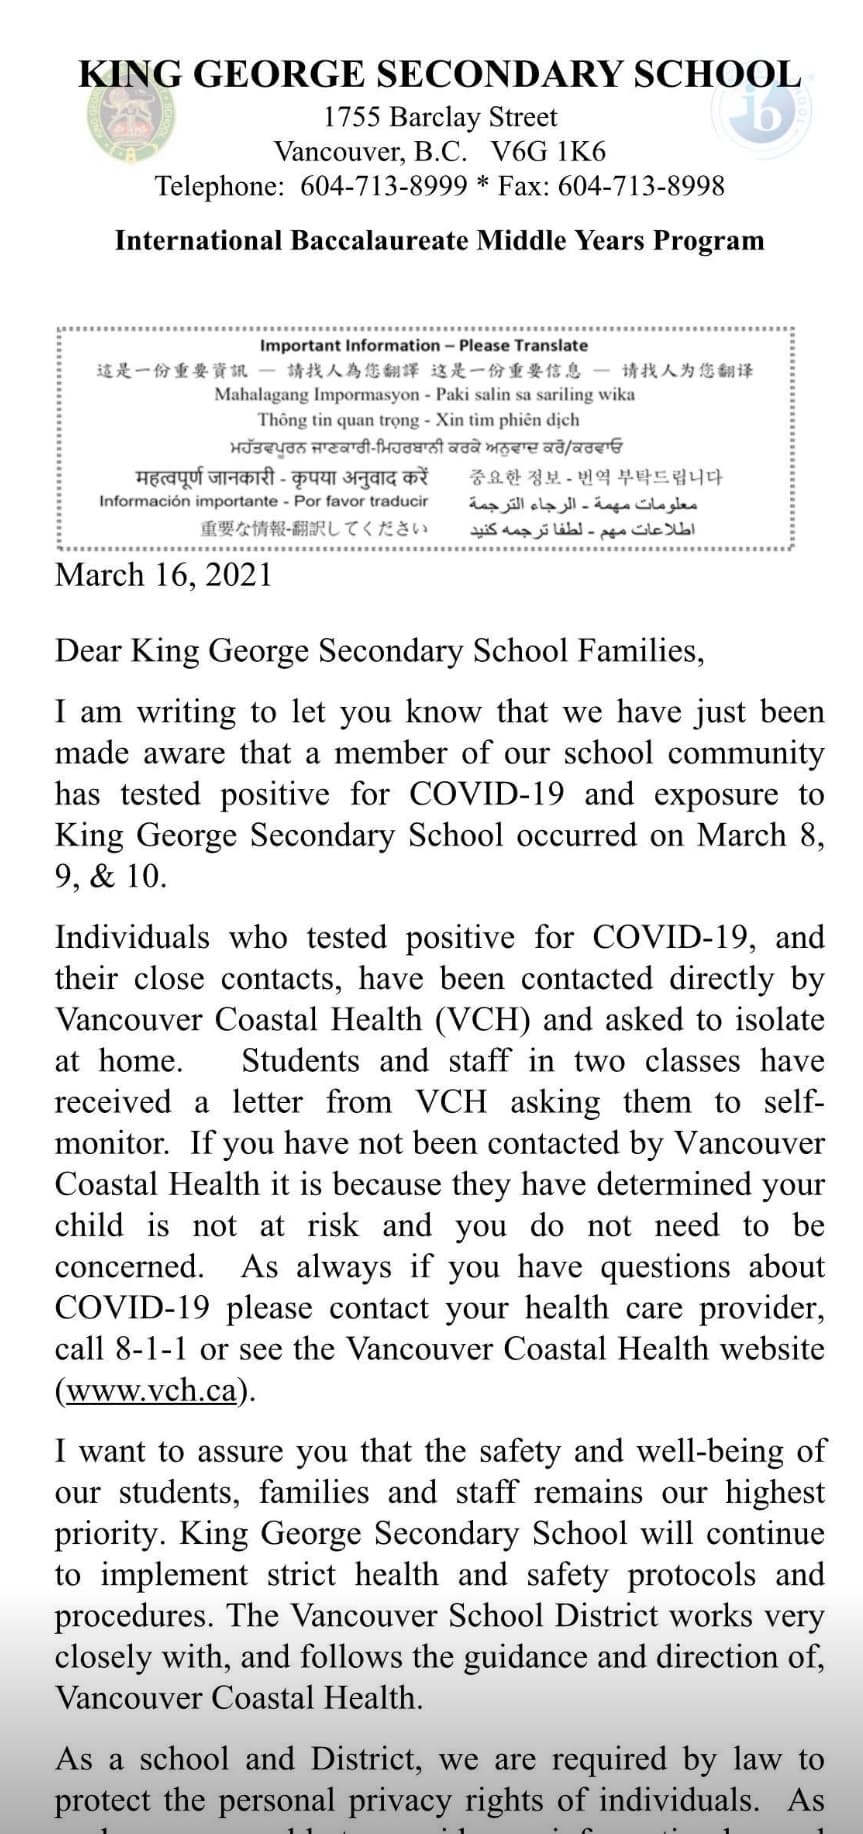 KING GEORGE SECONDARY SCHOOL
1755 Barclay Street
Vancouver, B.C. V6G 1K6
Telephone: 604-713-8999 * Fax: 604-713-8998
International Baccalaureate Middle Years Program
Important Information – Please Translate
這是一份重要資訊 — 請找人為您翻譯 这是一份重要信息 — 请找人为您翻译
Mahalagang Impormasyon - Paki salin sa sariling wika
Thông tin quan trọng - Xin tìm phiên dịch
ਮਹੱਤਵਪੂਰਨ ਜਾਣਕਾਰੀ-ਮਿਹਰਬਾਨੀ ਕਰਕੇ ਅਨੁਵਾਦ ਕਰੋ/ਕਰਵਾਓ
महत्वपूर्ण जानकारी - कृपया अनुवाद करें 중요한 정보 - 번역 부탁드립니다
Información importante - Por favor traducir معلومات مهمة - الرجاء الترجمة
重要な情報-翻訳してください اطلاعات مهم - لطفا ترجمه کنید
March 16, 2021
Dear King George Secondary School Families,
I am writing to let you know that we have just been
made aware that a member of our school community
has tested positive for COVID-19 and exposure to
King George Secondary School occurred on March 8,
9, & 10.
Individuals who tested positive for COVID-19, and
their close contacts, have been contacted directly by
Vancouver Coastal Health (VCH) and asked to isolate
at home. Students and staff in two classes have
received a letter from VCH asking them to self-
monitor. If you have not been contacted by Vancouver
Coastal Health it is because they have determined your
child is not at risk and you do not need to be
concerned. As always if you have questions about
COVID-19 please contact your health care provider,
call 8-1-1 or see the Vancouver Coastal Health website
(www.vch.ca).
I want to assure you that the safety and well-being of
our students, families and staff remains our highest
priority. King George Secondary School will continue
to implement strict health and safety protocols and
procedures. The Vancouver School District works very
closely with, and follows the guidance and direction of,
Vancouver Coastal Health.
As a school and District, we are required by law to
protect the personal privacy rights of individuals. As